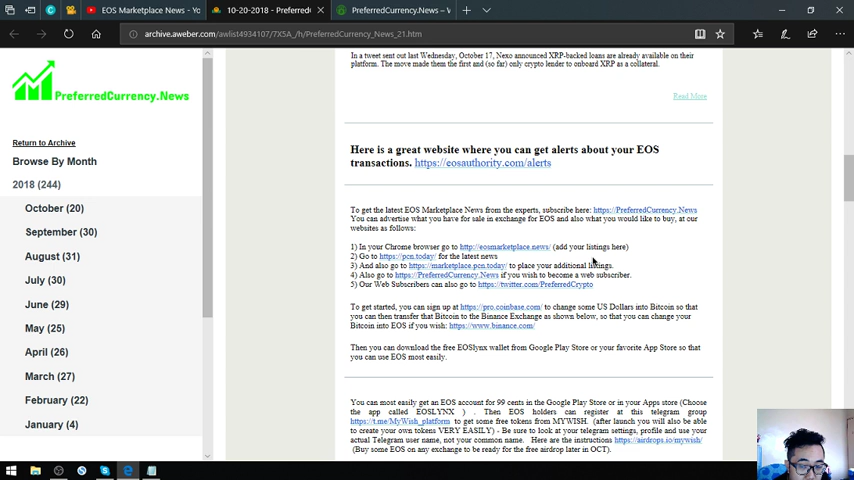 EOS Marketplace News - Yo
10-20-2018 - Preferred
PreferredCurrency.News – V
archive.aweber.com/awlist4934107/7X5A_/h/PreferredCurrency_News_21.htm
PreferredCurrency.News
Return to Archive
Browse By Month
2018 (244)
October (20)
September (30)
August (31)
July (30)
June (29)
May (25)
April (26)
March (27)
February (22)
January (4)
In a tweet sent out last Wednesday, October 17, Nexo announced XRP-backed loans are already available on their
platform. The move made them the first and (so far) only crypto lender to onboard XRP as a collateral.
Read More
Here is a great website where you can get alerts about your EOS
transactions. https://eosauthority.com/alerts
To get the latest EOS Marketplace News from the experts, subscribe here: https://PreferredCurrency.News
You can advertise what you have for sale in exchange for EOS and also what you would like to buy, at our
websites as follows:
1) In your Chrome browser go to http://eosmarketplace.news/ (add your listings here)
2) Go to https://pcn.today/ for the latest news
3) And also go to https://marketplace.pcn.today/ to place your additional listings.
4) Also go to https://PreferredCurrency.News if you wish to become a web subscriber.
5) Our Web Subscribers can also go to https://twitter.com/PreferredCrypto
To get started, you can sign up at https://pro.coinbase.com/ to change some US Dollars into Bitcoin so that
you can then transfer that Bitcoin to the Binance Exchange as shown below, so that you can change your
Bitcoin into EOS if you wish: https://www.binance.com/
Then you can download the free EOSlynx wallet from Google Play Store or your favorite App Store so that
you can use EOS most easily.
You can most easily get an EOS account for 99 cents in the Google Play Store or in your Apps store (Choose
the app called EOSLYNX ) . Then EOS holders can register at this telegram group
https://t.me/MyWish_platform to get some free tokens from MYWISH. (after launch you will also be able
to create your own tokens VERY EASILY) - Be sure to look at your telegram settings, profile and use your
actual Telegram user name, not your common name. Here are the instructions https://airdrops.io/mywish/
(Buy some EOS on any exchange to be ready for the free airdrop later in OCT).